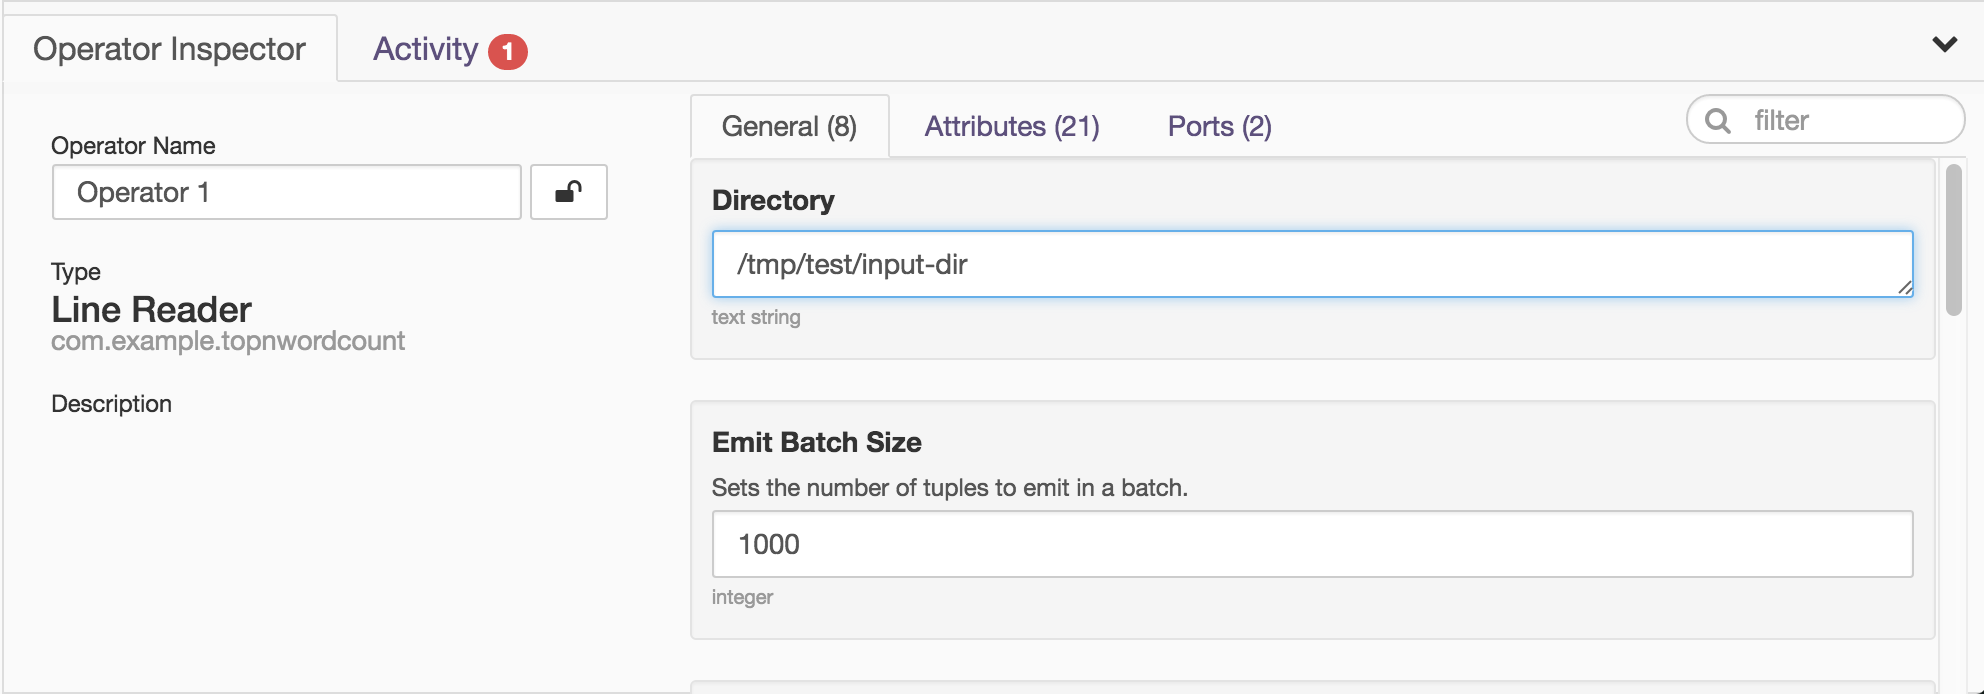 Operator Inspector
Activity 1
General (8)
Attributes (21)
Ports (2)
filter
Operator Name
Operator 1
Type
Line Reader
com.example.topnwordcount
Description
Directory
/tmp/test/input-dir
text string
Emit Batch Size
Sets the number of tuples to emit in a batch.
1000
integer